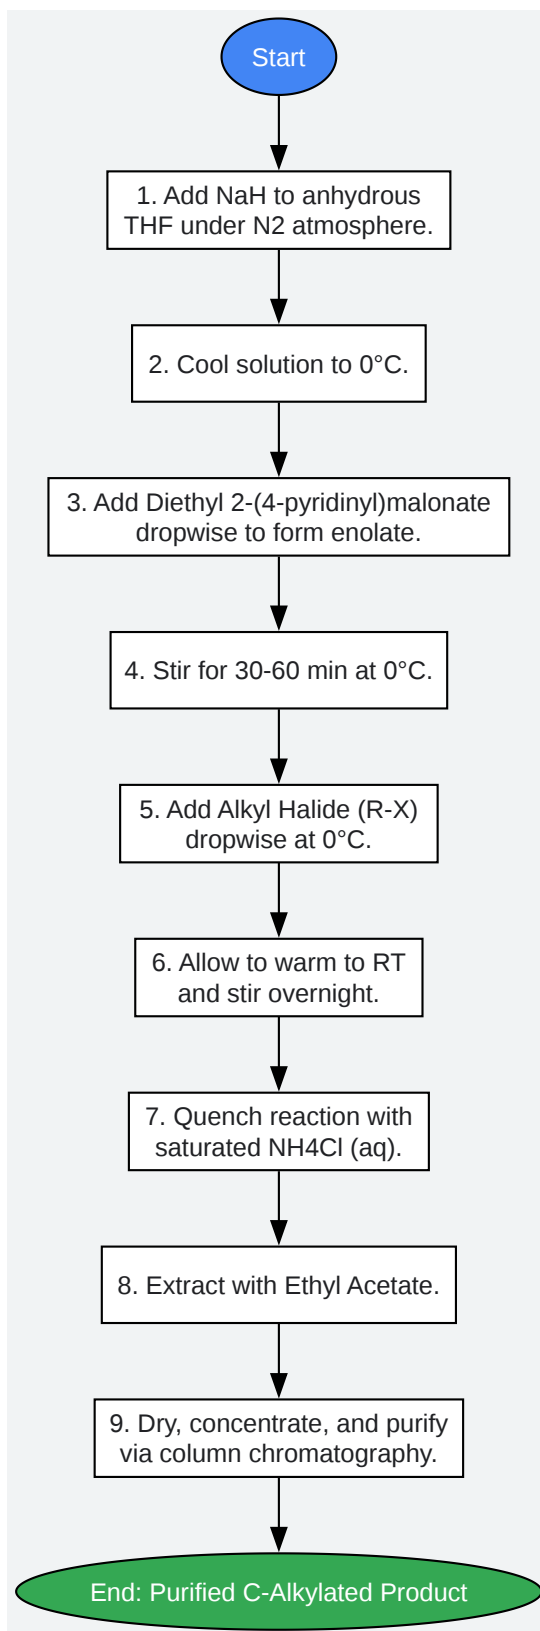 Start
1. Add NaH to anhydrous
THF under N2 atmosphere.
2. Cool solution to 0°C.
3. Add Diethyl 2-(4-pyridinyl)malonate
dropwise to form enolate.
4. Stir for 30-60 min at 0°C.
5. Add Alkyl Halide (R-X)
dropwise at 0°C.
6. Allow to warm to RT
and stir overnight.
7. Quench reaction with
saturated NH4Cl (aq).
8. Extract with Ethyl Acetate.
9. Dry, concentrate, and purify
via column chromatography.
End: Purified C-Alkylated Product